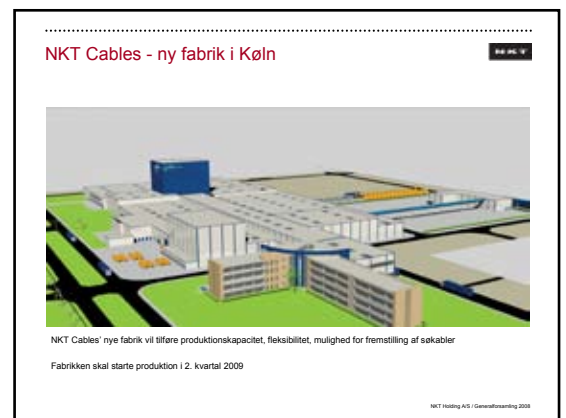 NKT Cables - ny fabrik i Køln
NKT
NKT Cables' nye fabrik vil tilføre produktionskapacitet, fleksibilitet, mulighed for fremstilling af søkabler
Fabrikken skal starte produktion i 2. kvartal 2009
NKT Holding A/S / Generalforsamling 2008